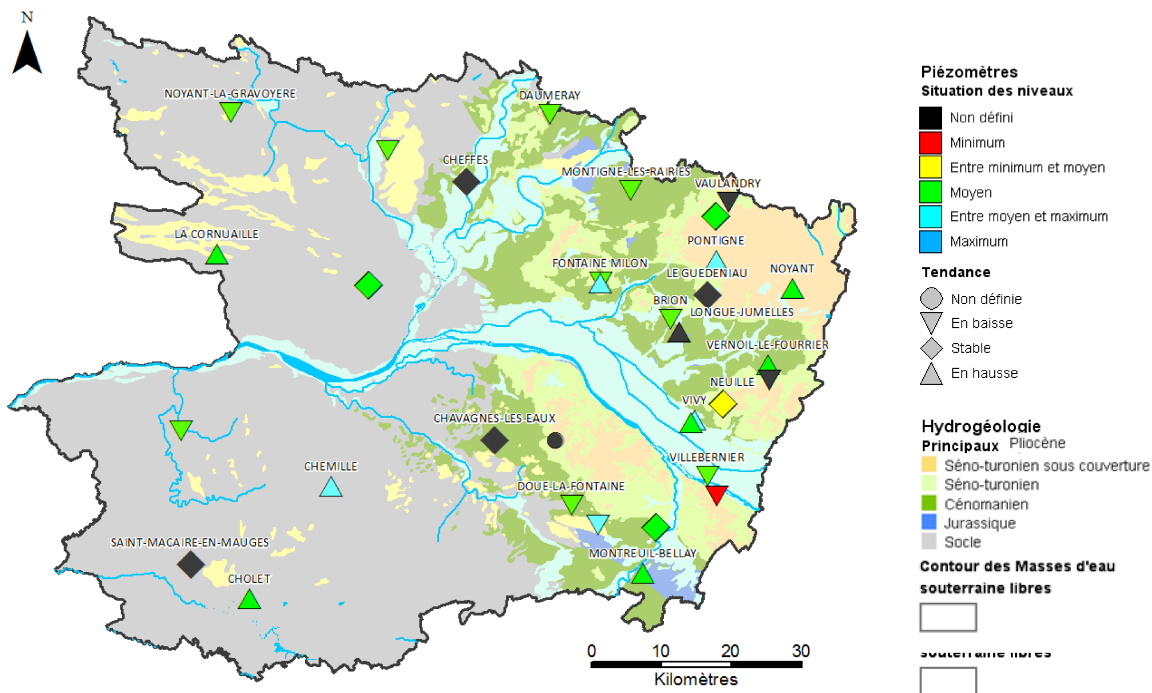 N
NOYANT-LA-GRAVOYERE
DAUMERAY
CHEFFES
MONTIGNE-LES-RAIRIES
VAULANDRY
LA CORNUAILLE
PONTIGNE
FONTAINE MILON
LE GUEDENIAU
NOYANT
BRION
LONGUE-JUMELLES
VERNOIL-LE-FOURRIER
NEUILLE
VIVY
CHAVAGNES-LES-EAUX
VILLEBERNIER
CHEMILLE
DOUE-LA-FONTAINE
SAINT-MACAIRE-EN-MAUGES
MONTREUIL-BELLAY
CHOLET
0 10 20 30
Kilomètres
Piézomètres
Situation des niveaux
Non défini
Minimum
Entre minimum et moyen
Moyen
Entre moyen et maximum
Maximum
Tendance
Non définie
En baisse
Stable
En hausse
Hydrogéologie
Principaux Pliocène
Séno-turonien sous couverture
Séno-turonien
Cénomanien
Jurassique
Socle
Contour des Masses d'eau
souterraine libres
souterraine libres